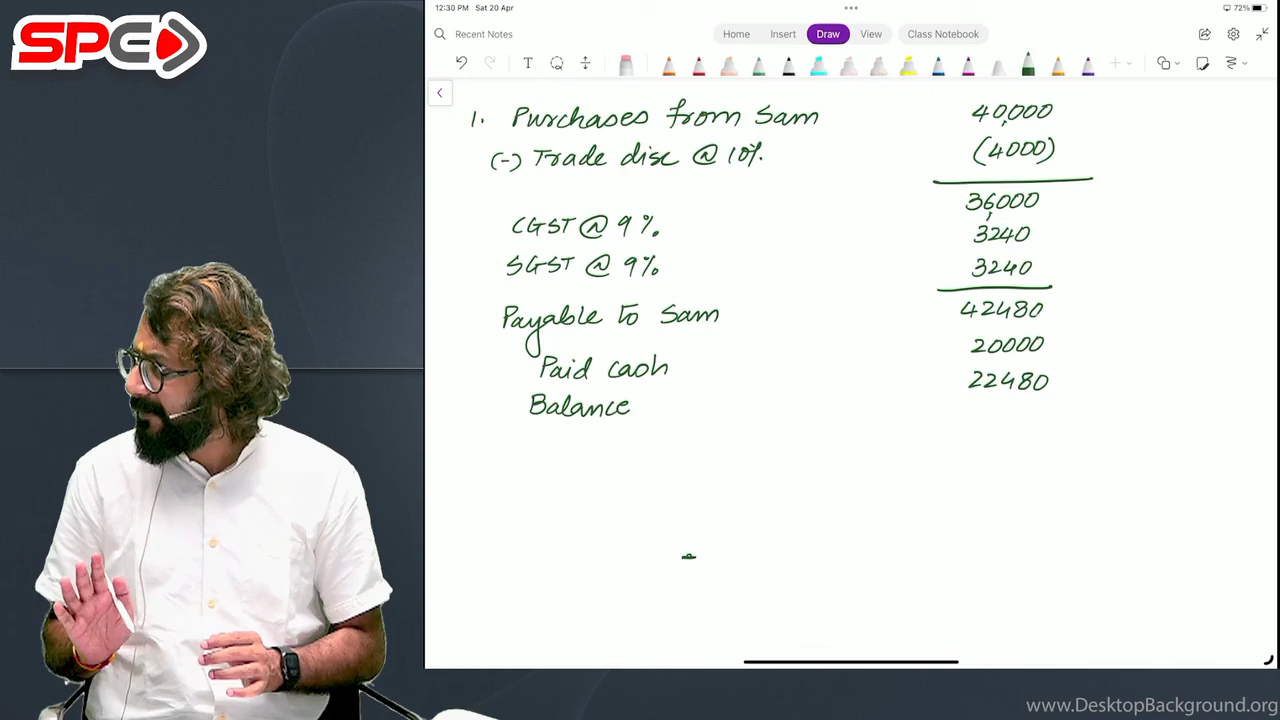 SPC
12:30 PM Sat 20 Apr
72%
Recent Notes
Home Insert Draw View Class Notebook
1. Purchases from Sam 40,000
(-) Trade disc @ 10%. (4000)
36,000
CGST @ 9%. 3240
SGST @ 9% 3240
Payable to Sam 42480
Paid cash 20000
Balance 22480
www.DesktopBackground.org